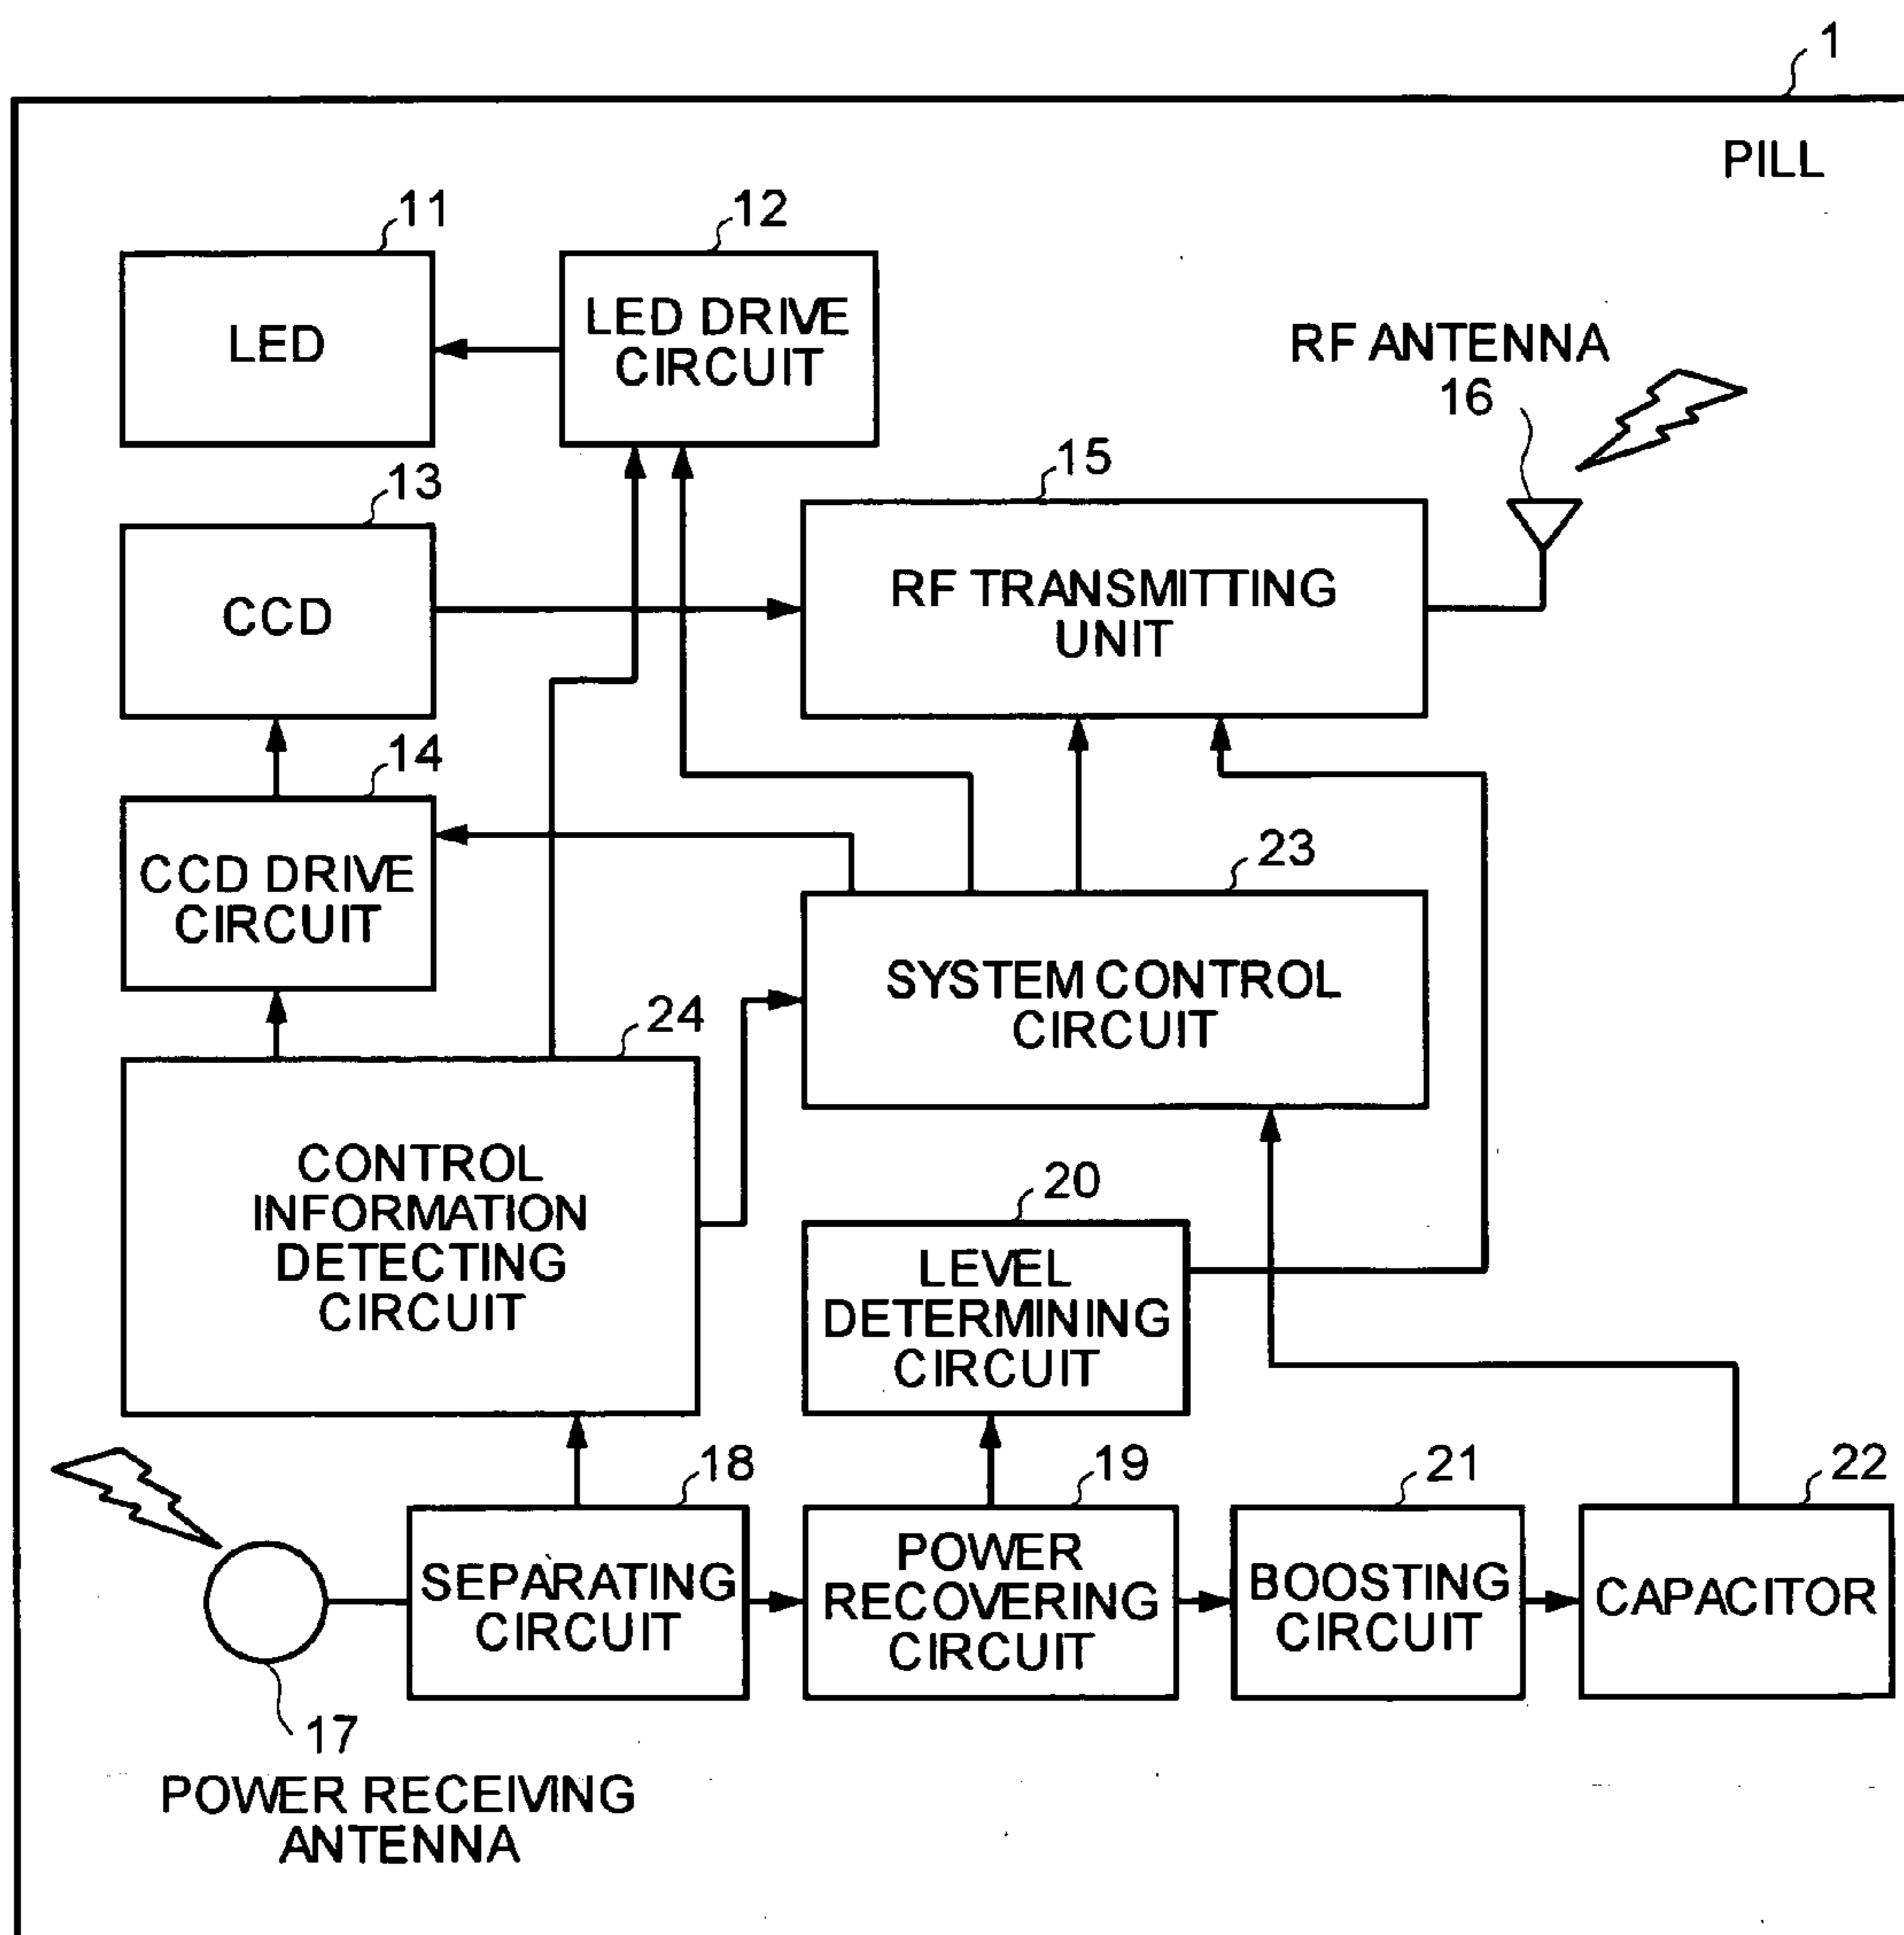 1
PILL
11
LED
12
LED DRIVE
CIRCUIT
RF ANTENNA
16
13
CCD
15
RF TRANSMITTING
UNIT
14
CCD DRIVE
CIRCUIT
23
SYSTEM CONTROL
CIRCUIT
24
CONTROL
INFORMATION
DETECTING
CIRCUIT
20
LEVEL
DETERMINING
CIRCUIT
18
SEPARATING
CIRCUIT
19
POWER
RECOVERING
CIRCUIT
21
BOOSTING
CIRCUIT
22
CAPACITOR
17
POWER RECEIVING
ANTENNA